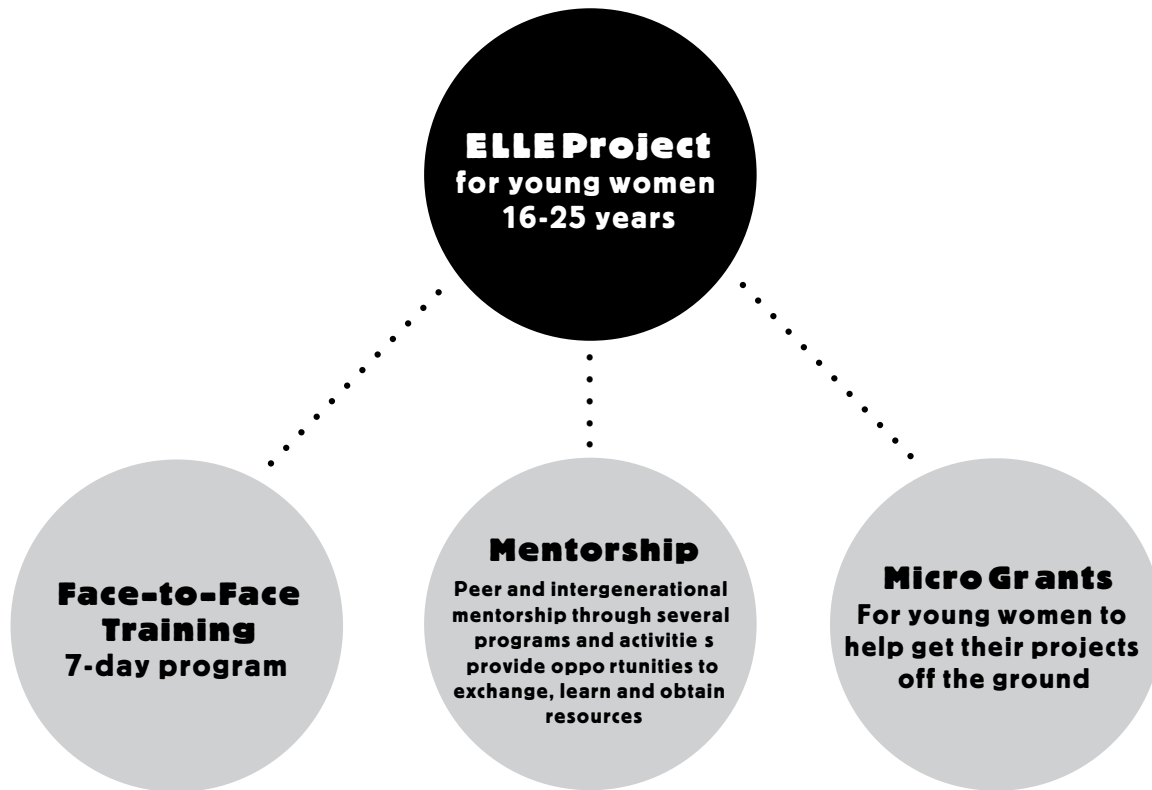 ELLE Project
for young women
16-25 years
Face-to-Face
Training
7-day program
Mentorship
Peer and intergenerational
mentorship through several
programs and activitie s
provide oppo rtunities to
exchange, learn and obtain
resources
Micro Gr ants
For young women to
help get their projects
off the ground